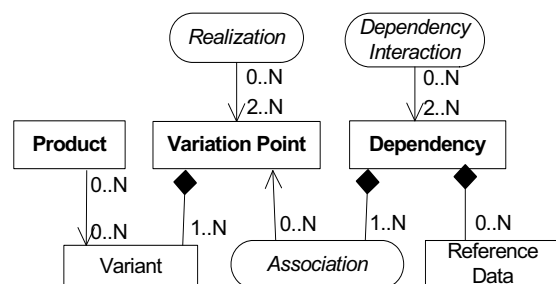 Realization
Dependency
Interaction
0..N
0..N
2..N
2..N
Product
Variation Point
Dependency
0..N
0..N
1..N
0..N
1..N
0..N
Variant
Association
Reference
Data